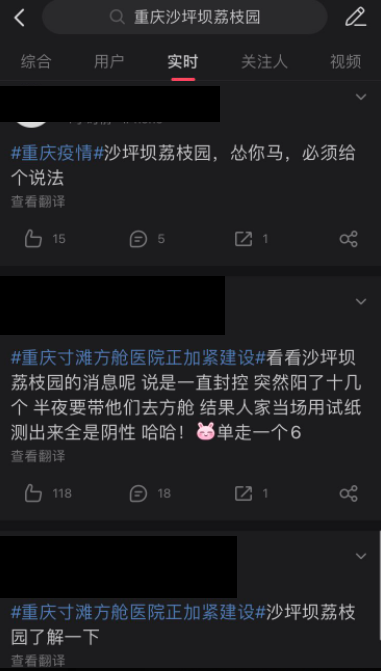 重庆沙坪坝荔枝园
综合 用户 实时 关注人 视频
#重庆疫情#沙坪坝荔枝园，怂你马，必须给
个说法
查看翻译
15 5 1
#重庆寸滩方舱医院正加紧建设#看看沙坪坝
荔枝园的消息呢 说是一直封控 突然阳了十几
个 半夜要带他们去方舱 结果人家当场用试纸
测出来全是阴性 哈哈！单走一个6
查看翻译
118 18 1
#重庆寸滩方舱医院正加紧建设#沙坪坝荔枝
园了解一下
查看翻译